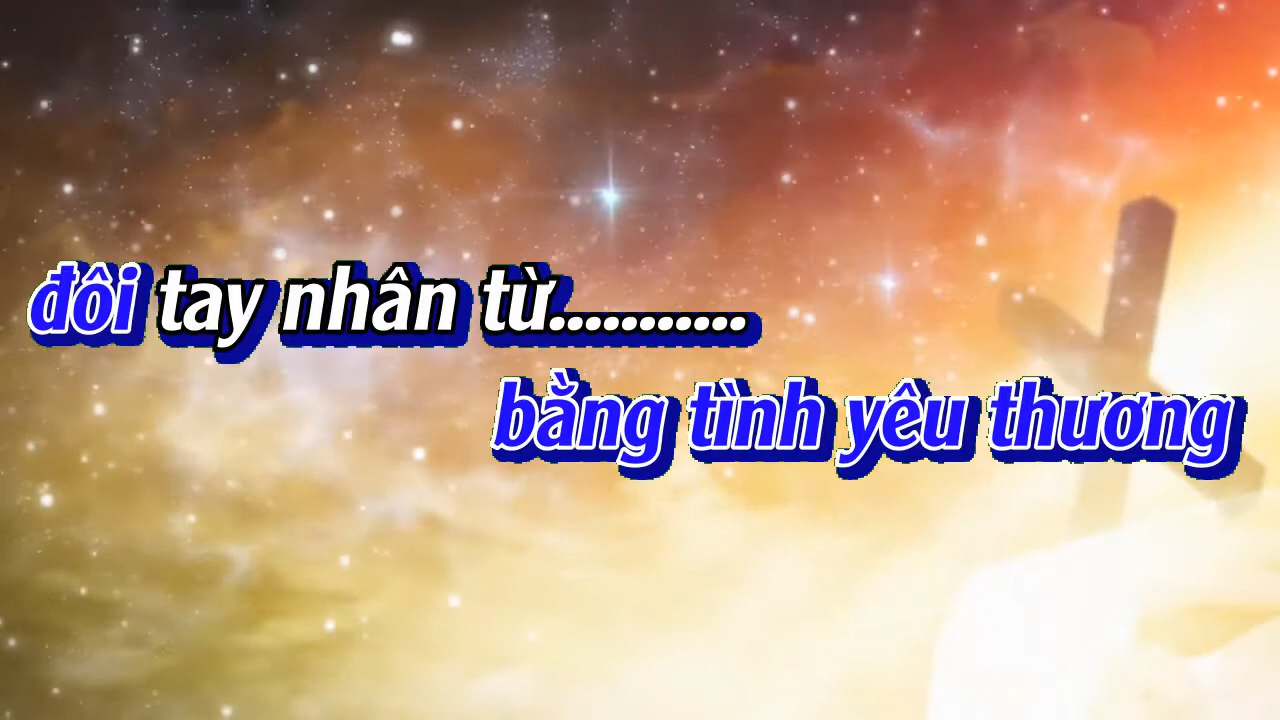 đôi tay nhân từ...........
bằng tình yêu thương